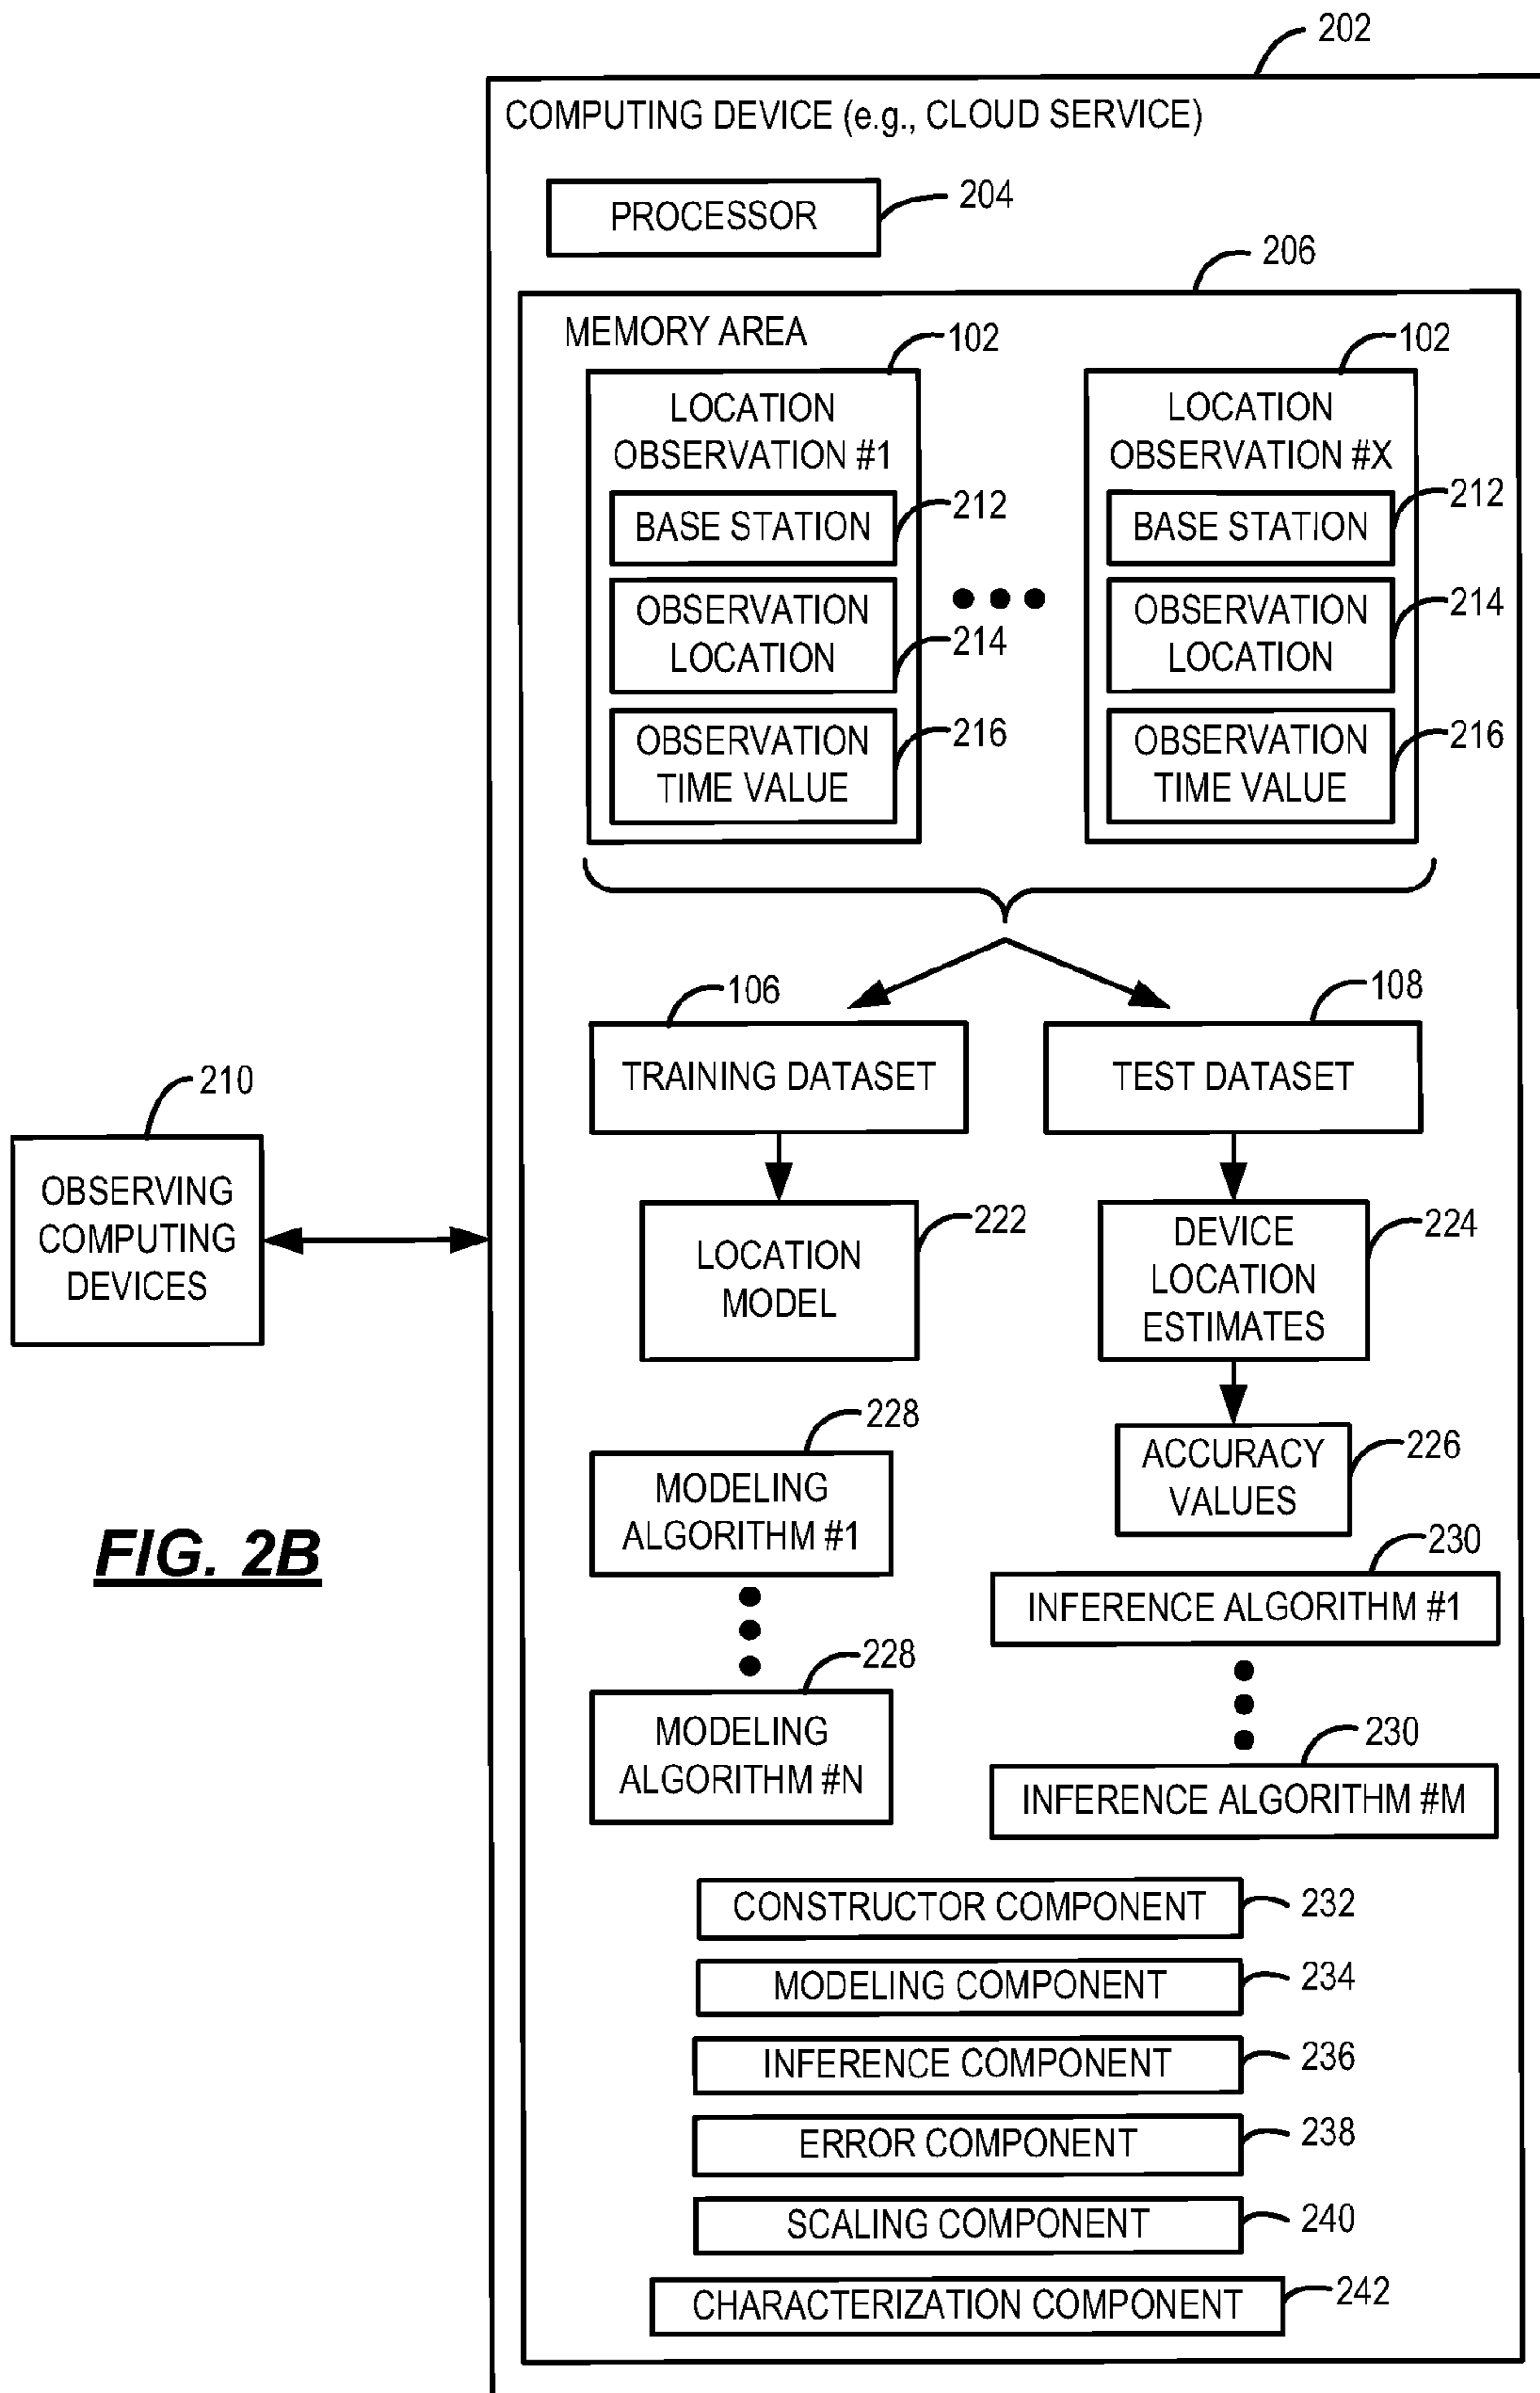 202
COMPUTING DEVICE (e.g., CLOUD SERVICE)
PROCESSOR
204
206
MEMORY AREA
102
102
LOCATION
OBSERVATION #1
LOCATION
OBSERVATION #X
BASE STATION
212
BASE STATION
212
OBSERVATION
LOCATION
214
OBSERVATION
LOCATION
214
OBSERVATION
TIME VALUE
216
OBSERVATION
TIME VALUE
216
106
108
TRAINING DATASET
TEST DATASET
210
OBSERVING
COMPUTING
DEVICES
LOCATION
MODEL
222
DEVICE
LOCATION
ESTIMATES
224
228
MODELING
ALGORITHM #1
ACCURACY
VALUES
226
FIG. 2B
230
INFERENCE ALGORITHM #1
228
MODELING
ALGORITHM #N
230
INFERENCE ALGORITHM #M
CONSTRUCTOR COMPONENT
232
MODELING COMPONENT
234
INFERENCE COMPONENT
236
ERROR COMPONENT
238
SCALING COMPONENT
240
CHARACTERIZATION COMPONENT
242